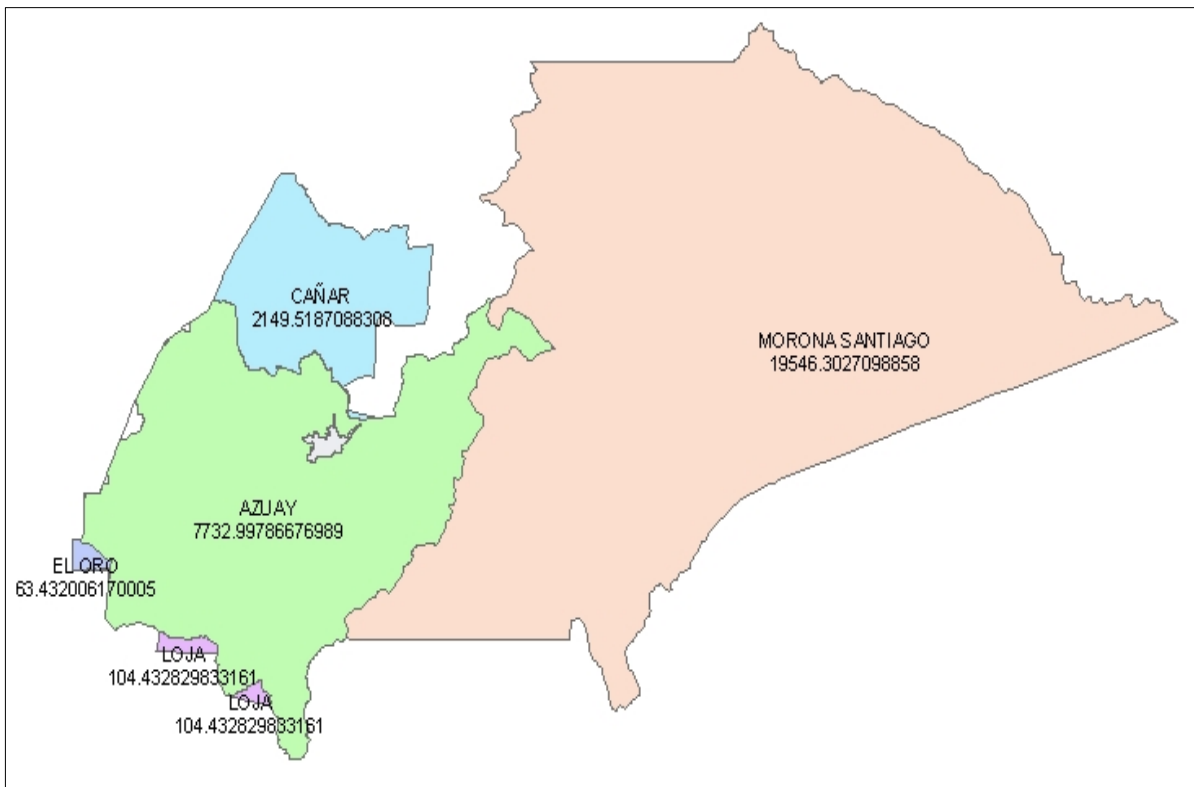 CAÑAR
2149.5187088308
MORONA SANTIAGO
19546.3027098858
AZUAY
7732.99786676989
EL ORO
63.432006170005
LOJA
104.432829833161
LOJA
104.432829833161